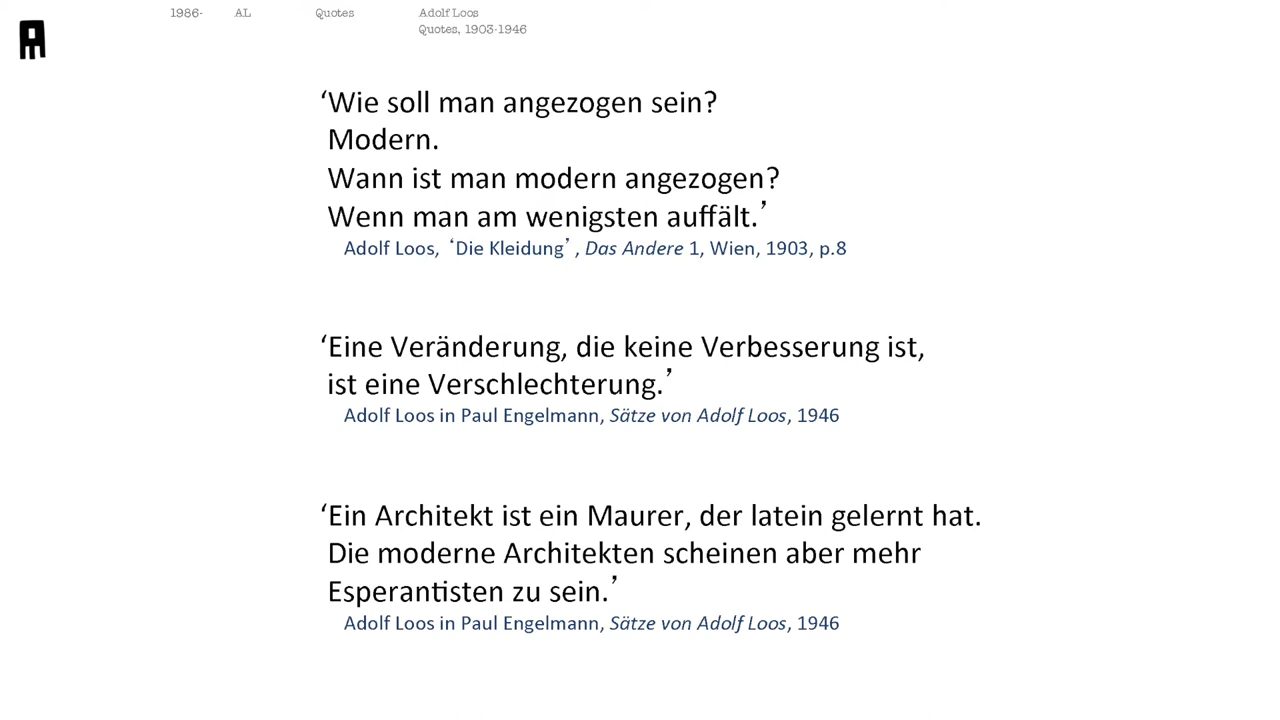 1986- AL Quotes Adolf Loos
Quotes, 1903-1946
‘Wie soll man angezogen sein?
Modern.
Wann ist man modern angezogen?
Wenn man am wenigsten auffält.’
Adolf Loos, ‘Die Kleidung’, Das Andere 1, Wien, 1903, p.8
‘Eine Veränderung, die keine Verbesserung ist,
ist eine Verschlechterung.’
Adolf Loos in Paul Engelmann, Sätze von Adolf Loos, 1946
‘Ein Architekt ist ein Maurer, der latein gelernt hat.
Die moderne Architekten scheinen aber mehr
Esperantisten zu sein.’
Adolf Loos in Paul Engelmann, Sätze von Adolf Loos, 1946